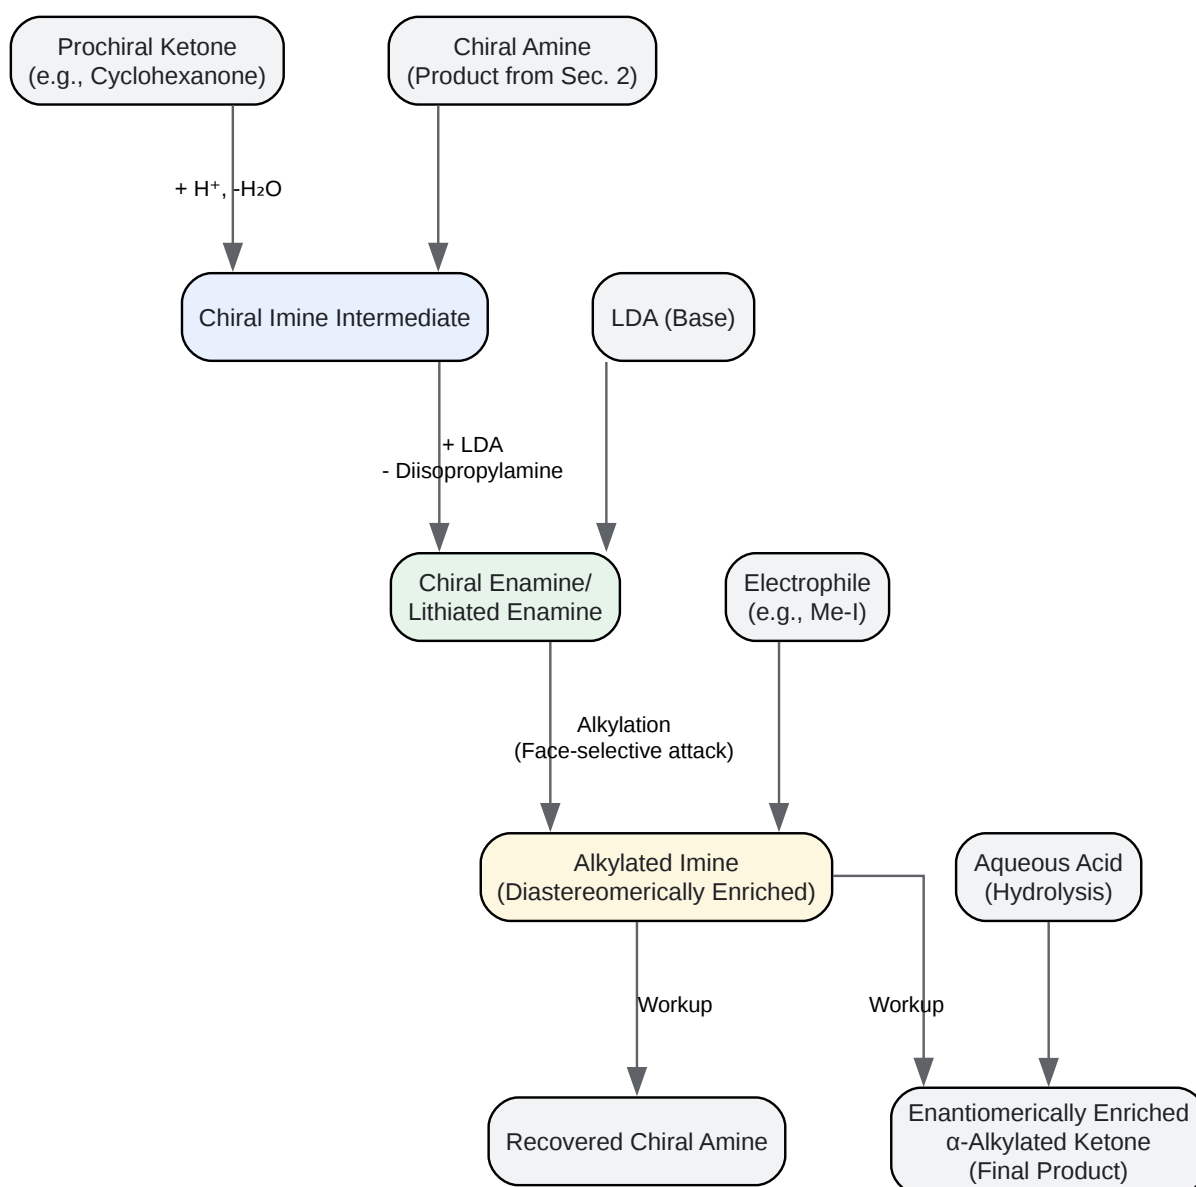 Prochiral Ketone
(e.g., Cyclohexanone)
Chiral Amine
(Product from Sec. 2)
+ H⁺, -H₂O
Chiral Imine Intermediate
LDA (Base)
+ LDA
- Diisopropylamine
Chiral Enamine/
Lithiated Enamine
Electrophile
(e.g., Me-I)
Alkylation
(Face-selective attack)
Alkylated Imine
(Diastereomerically Enriched)
Aqueous Acid
(Hydrolysis)
Workup
Workup
Recovered Chiral Amine
Enantiomerically Enriched
α-Alkylated Ketone
(Final Product)